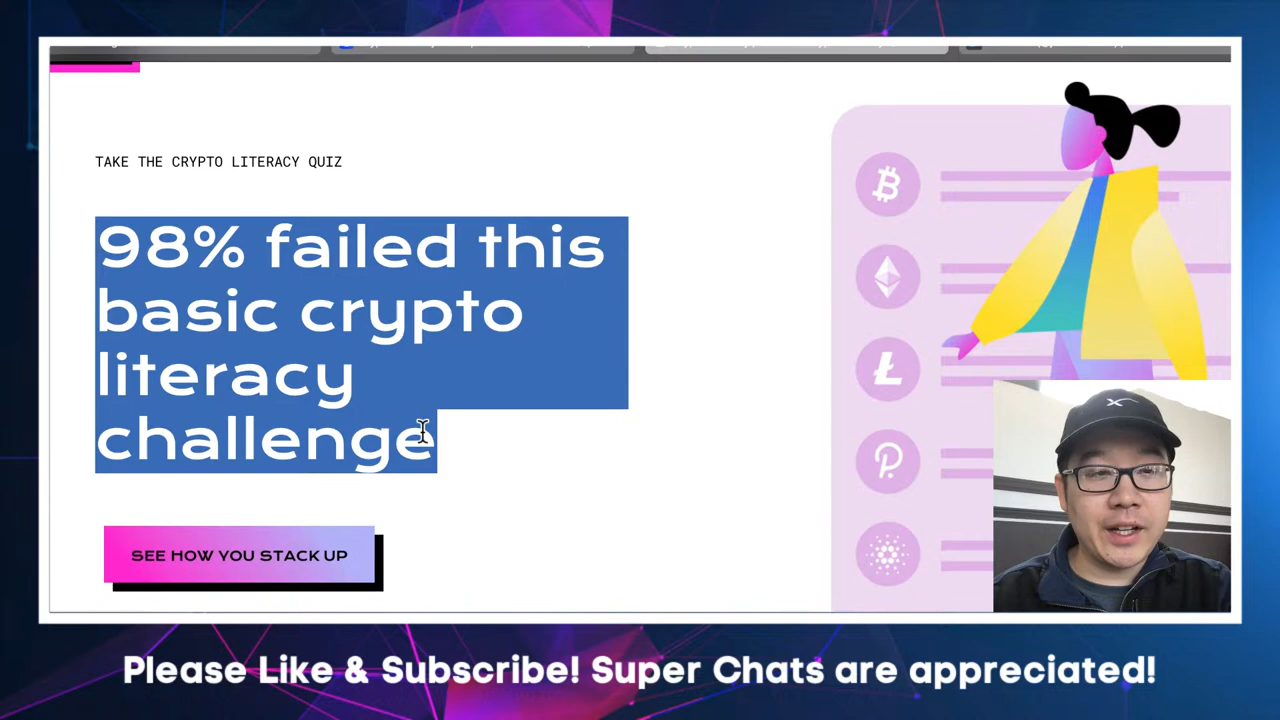 TAKE THE CRYPTO LITERACY QUIZ
98% failed this
basic crypto
literacy
challenge
SEE HOW YOU STACK UP
Please Like & Subscribe! Super Chats are appreciated!